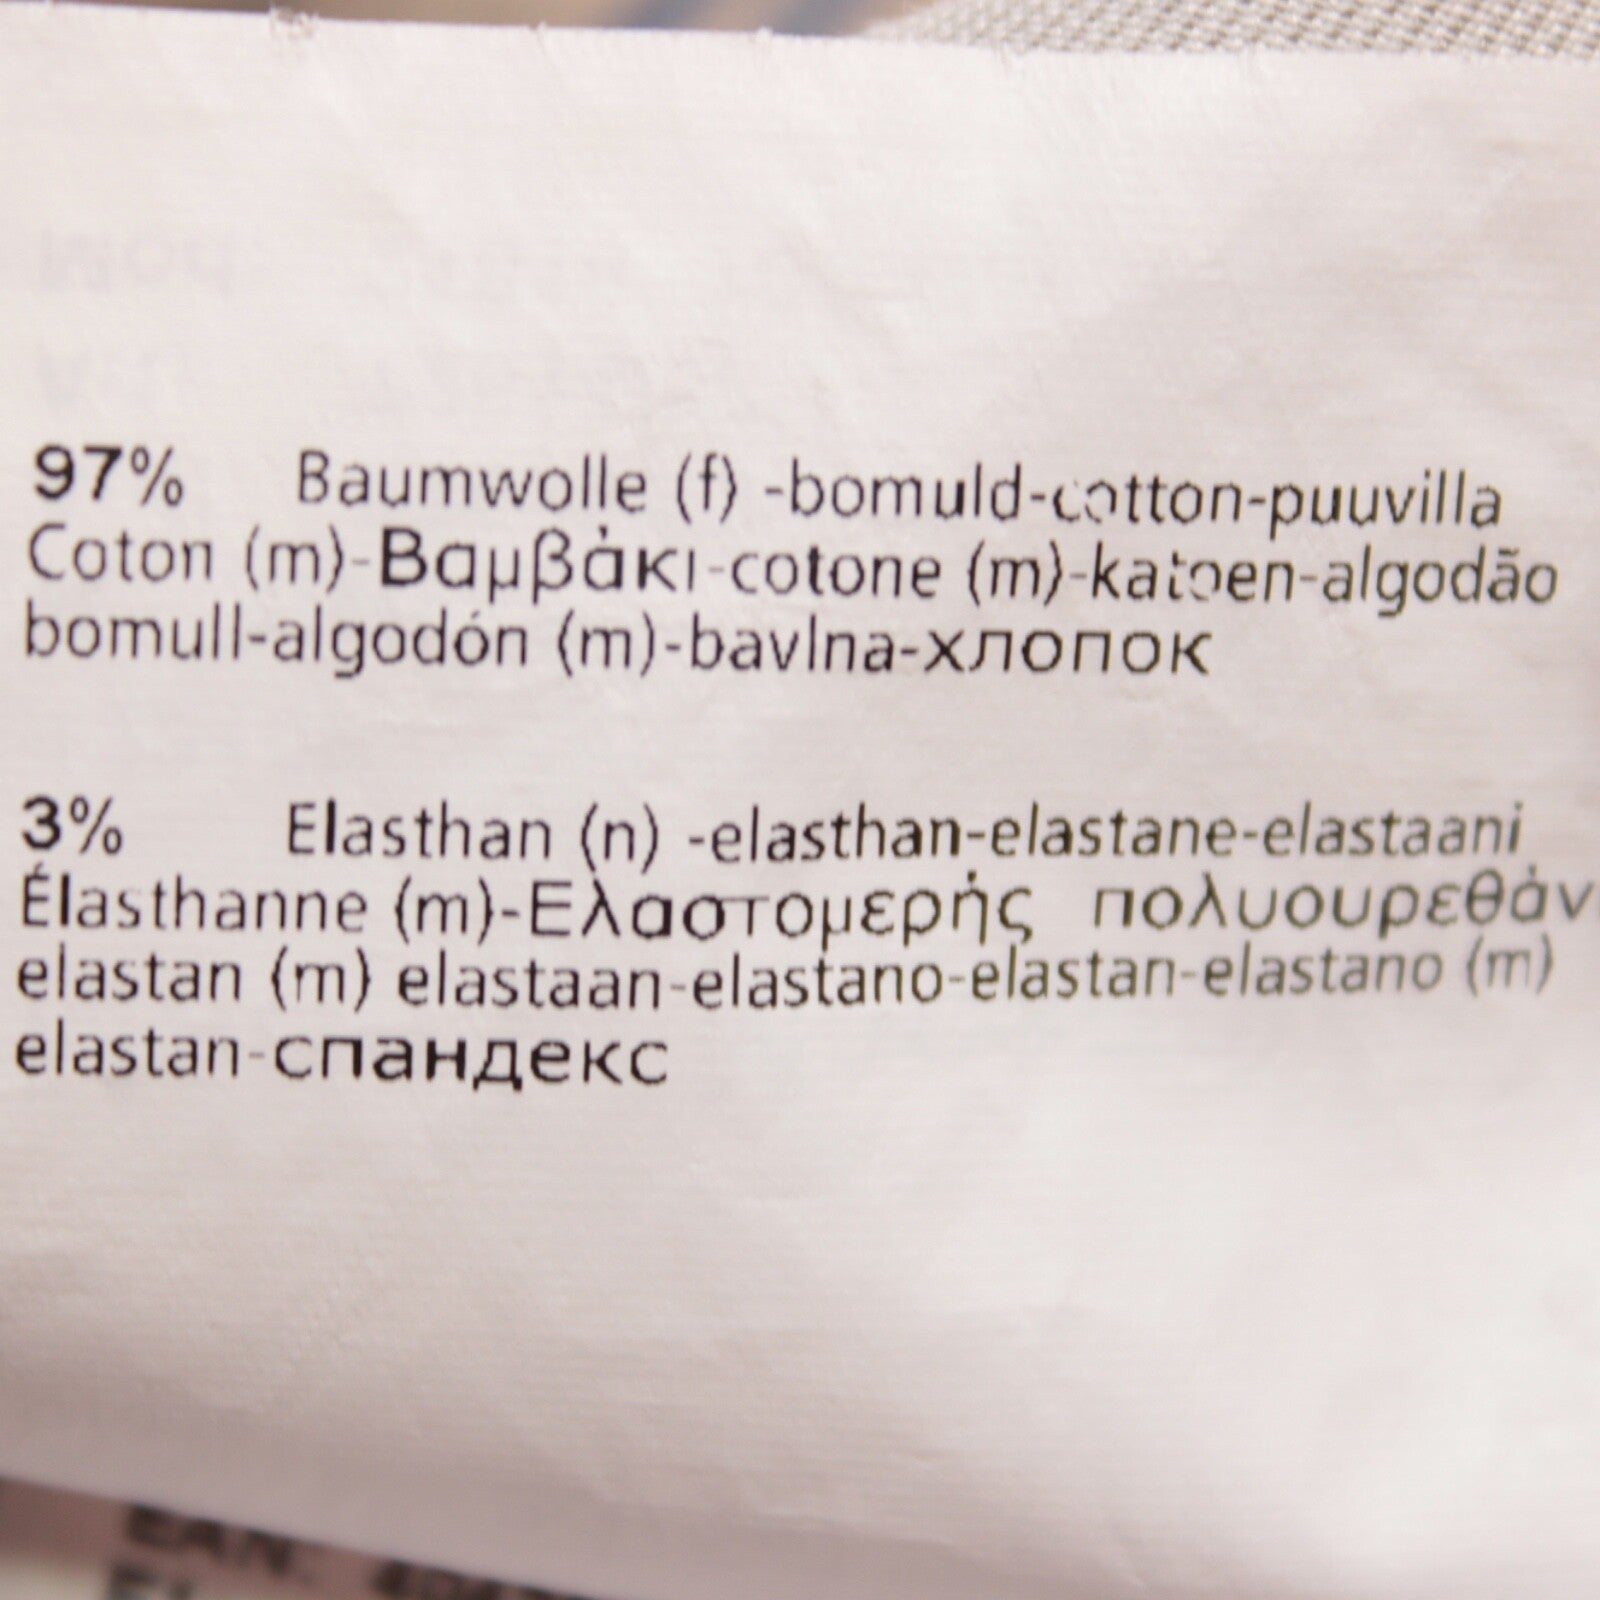 97% Baumwolle (f) -bomuld-cotton-puuvilla
Coton (m)-Βαμβάκι-cotone (m)-katoen-algodão
bomull-algodón (m)-bavlna-хлопок
3% Elasthan (n) -elasthan-elastane-elastaani
Élasthanne (m)-Ελαστομερής
elastan (m) elastaan-elastano-elastan-elastano (m)
elastan-спандекс
EAN: